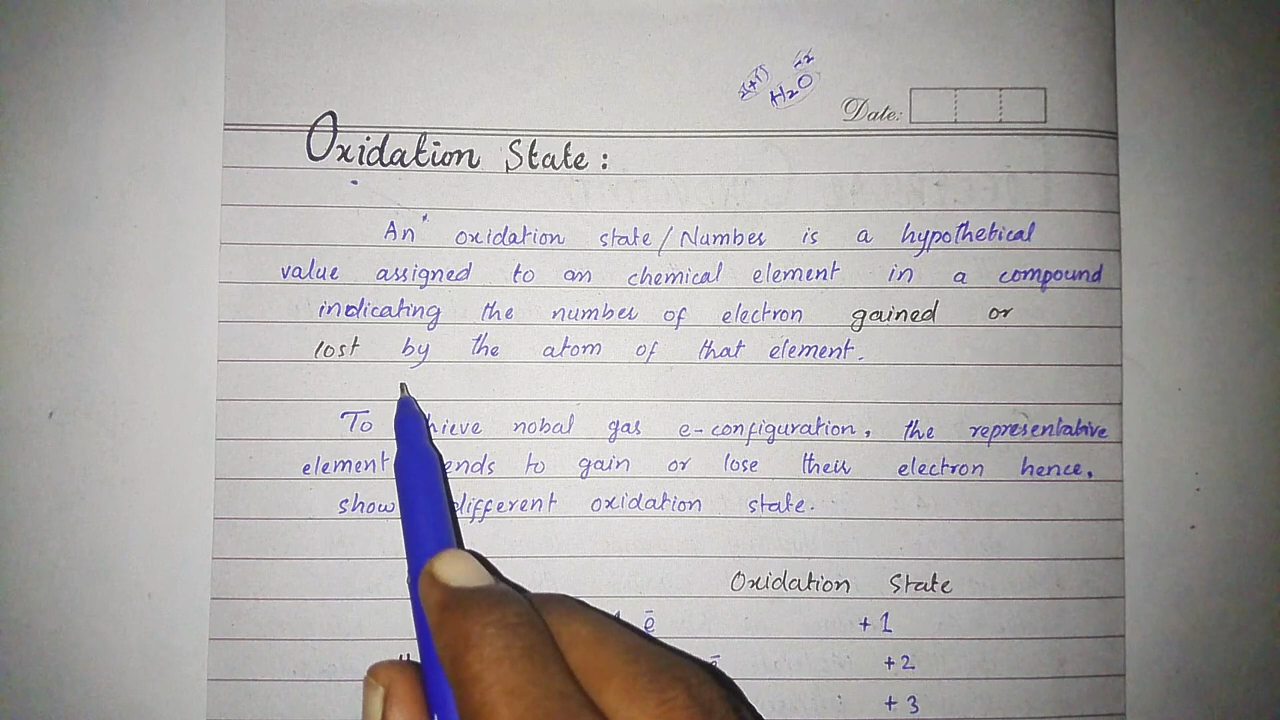 H2O
Date:
Oxidation State:
An oxidation state/Number is a hypothetical
value assigned to an chemical element in a compound
indicating the number of electron gained or
lost by the atom of that element.
To hieve nobal gas e-configuration, the representative
element ends to gain or lose their electron hence,
show different oxidation state.
Oxidation State
ē +1
ē +2
+3